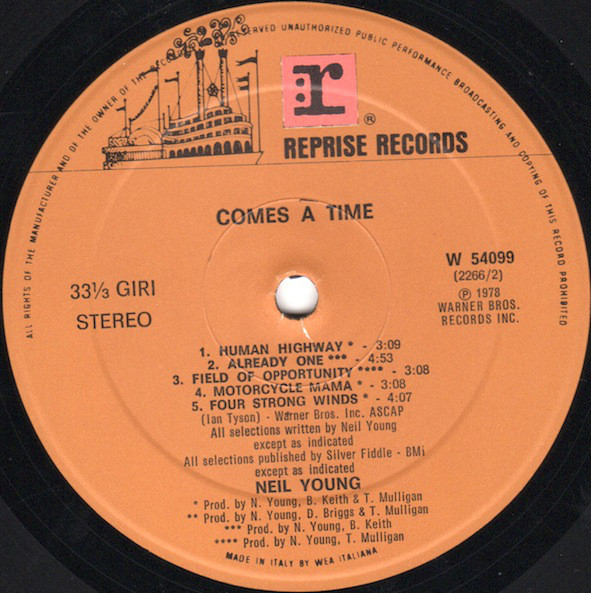 ALL RIGHTS OF THE MANUFACTURER AND OF THE OWNER OF THE RECORDED WORK RESERVED UNAUTHORIZED PUBLIC PERFORMANCE BROADCASTING AND COPYING OF THIS RECORD PROHIBITED
:r
®
REPRISE RECORDS
COMES A TIME
33⅓ GIRI
STEREO
W 54099
(2266/2)
Ⓟ 1978
WARNER BROS.
RECORDS INC.
1. HUMAN HIGHWAY * - 3:09
2. ALREADY ONE *** - 4:53
3. FIELD OF OPPORTUNITY **** - 3:08
4. MOTORCYCLE MAMA * - 3:08
5. FOUR STRONG WINDS * - 4:07
(Ian Tyson) - Warner Bros. Inc. ASCAP
All selections written by Neil Young
except as indicated
All selections published by Silver Fiddle - BMi
except as indicated
NEIL YOUNG
* Prod. by N. Young, B. Keith & T. Mulligan
** Prod. by N. Young, D. Briggs & T. Mulligan
*** Prod. by N. Young, B. Keith
**** Prod. by N. Young, T. Mulligan
MADE IN ITALY BY WEA ITALIANA